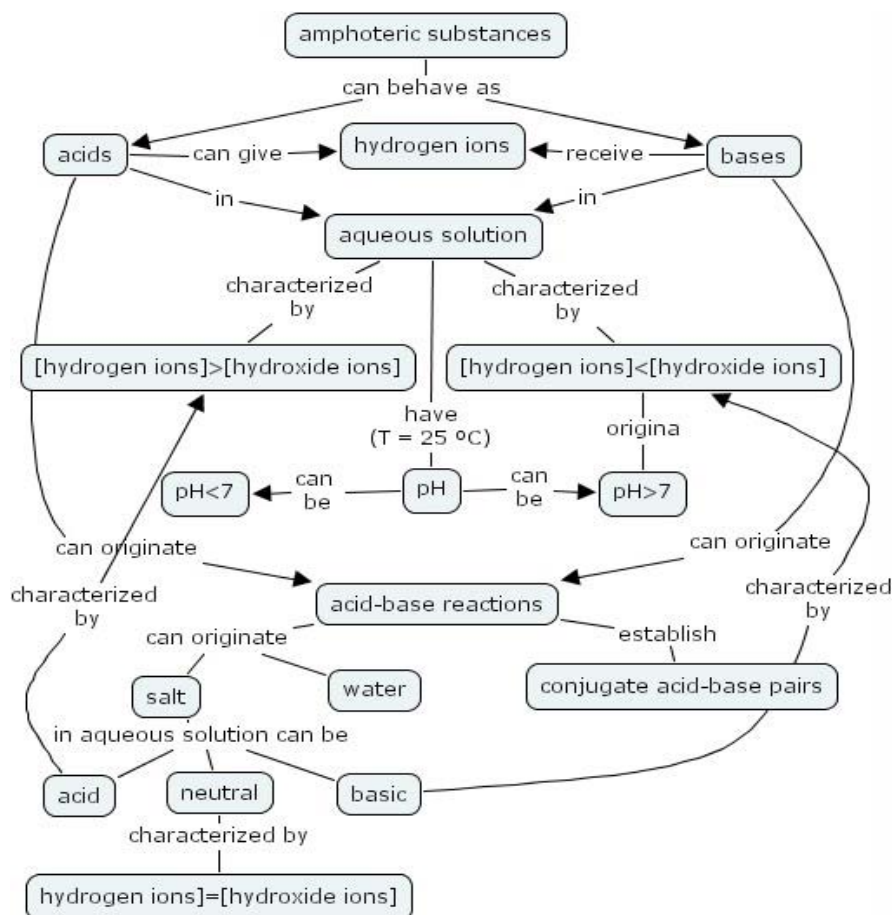 amphoteric substances
can behave as
acids
can give
hydrogen ions
receive
bases
in
in
aqueous solution
characterized
by
characterized
by
[hydrogen ions]>[hydroxide ions]
[hydrogen ions]<[hydroxide ions]
have
(T = 25 ºC)
origina
pH<7
can
be
pH
can
be
pH>7
can originate
can originate
characterized
by
acid-base reactions
characterized
by
can originate
establish
salt
water
conjugate acid-base pairs
in aqueous solution can be
acid
neutral
basic
characterized by
hydrogen ions]=[hydroxide ions]